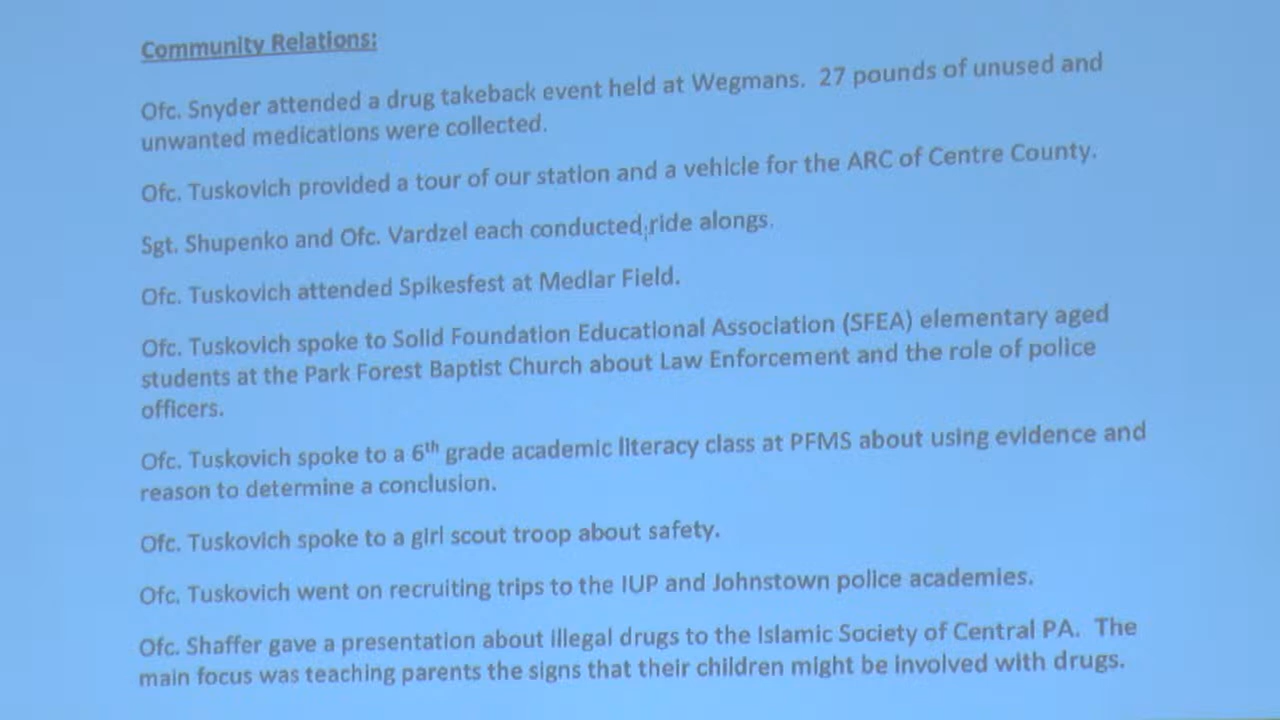 Community Relations:
Ofc. Snyder attended a drug takeback event held at Wegmans. 27 pounds of unused and
unwanted medications were collected.
Ofc. Tuskovich provided a tour of our station and a vehicle for the ARC of Centre County.
Sgt. Shupenko and Ofc. Vardzel each conducted ride alongs.
Ofc. Tuskovich attended Spikesfest at Medlar Field.
Ofc. Tuskovich spoke to Solid Foundation Educational Association (SFEA) elementary aged
students at the Park Forest Baptist Church about Law Enforcement and the role of police
officers.
Ofc. Tuskovich spoke to a 6th grade academic literacy class at PFMS about using evidence and
reason to determine a conclusion.
Ofc. Tuskovich spoke to a girl scout troop about safety.
Ofc. Tuskovich went on recruiting trips to the IUP and Johnstown police academies.
Ofc. Shaffer gave a presentation about illegal drugs to the Islamic Society of Central PA. The
main focus was teaching parents the signs that their children might be involved with drugs.